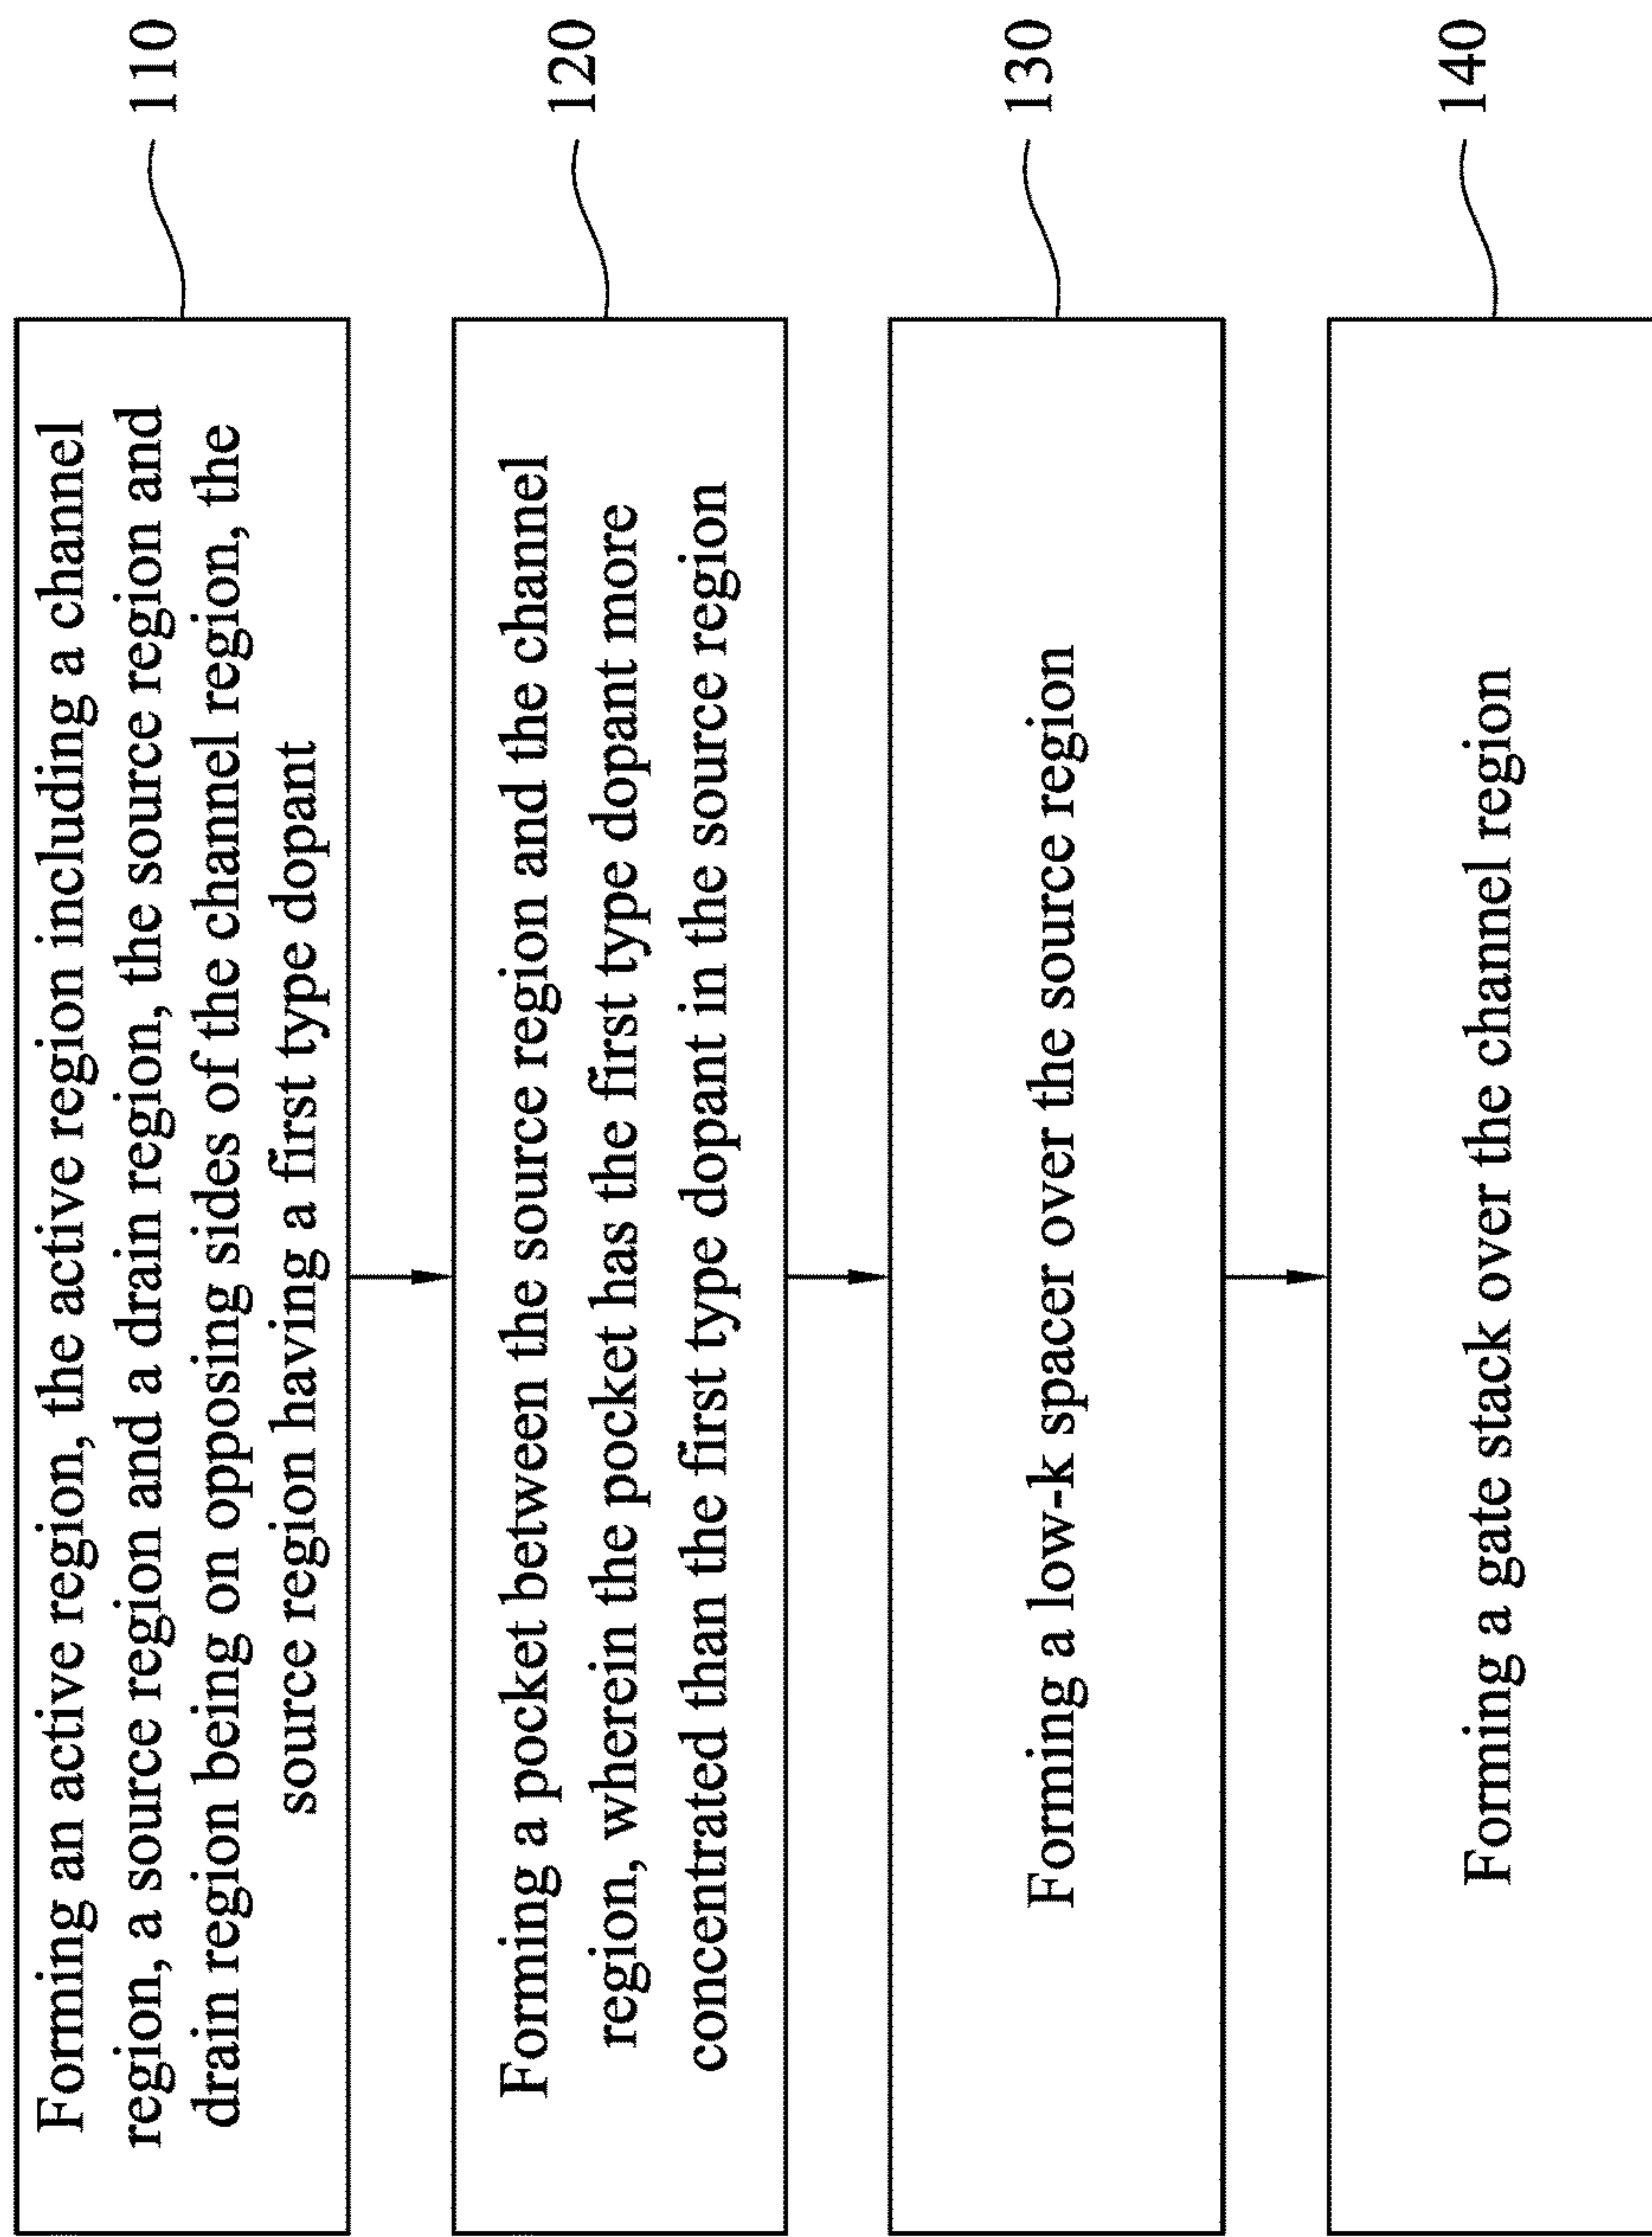 Forming an active region, the active region including a channel
region, a source region and a drain region, the source region and
drain region being on opposing sides of the channel region, the
source region having a first type dopant
110
Forming a pocket between the source region and the channel
region, wherein the pocket has the first type dopant more
concentrated than the first type dopant in the source region
120
Forming a low-k spacer over the source region
130
Forming a gate stack over the channel region
140